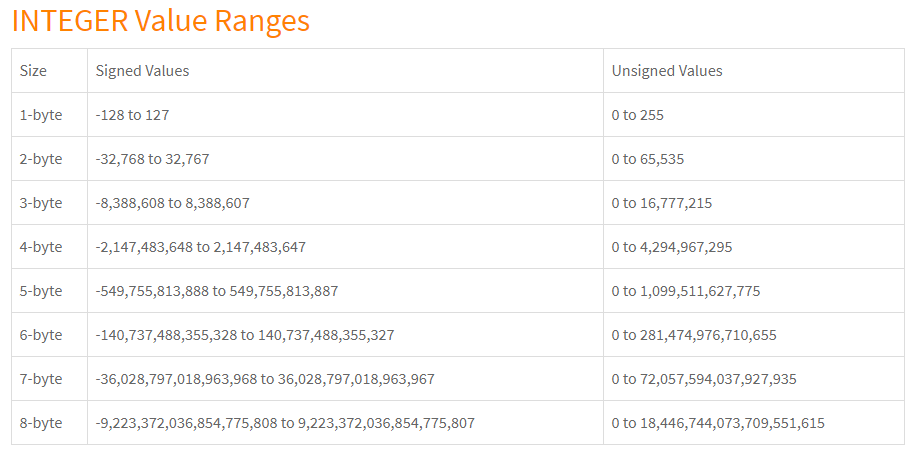 INTEGER Value Ranges
Size Signed Values Unsigned Values
1-byte -128 to 127 0 to 255
2-byte -32,768 to 32,767 0 to 65,535
3-byte -8,388,608 to 8,388,607 0 to 16,777,215
4-byte -2,147,483,648 to 2,147,483,647 0 to 4,294,967,295
5-byte -549,755,813,888 to 549,755,813,887 0 to 1,099,511,627,775
6-byte -140,737,488,355,328 to 140,737,488,355,327 0 to 281,474,976,710,655
7-byte -36,028,797,018,963,968 to 36,028,797,018,963,967 0 to 72,057,594,037,927,935
8-byte -9,223,372,036,854,775,808 to 9,223,372,036,854,775,807 0 to 18,446,744,073,709,551,615